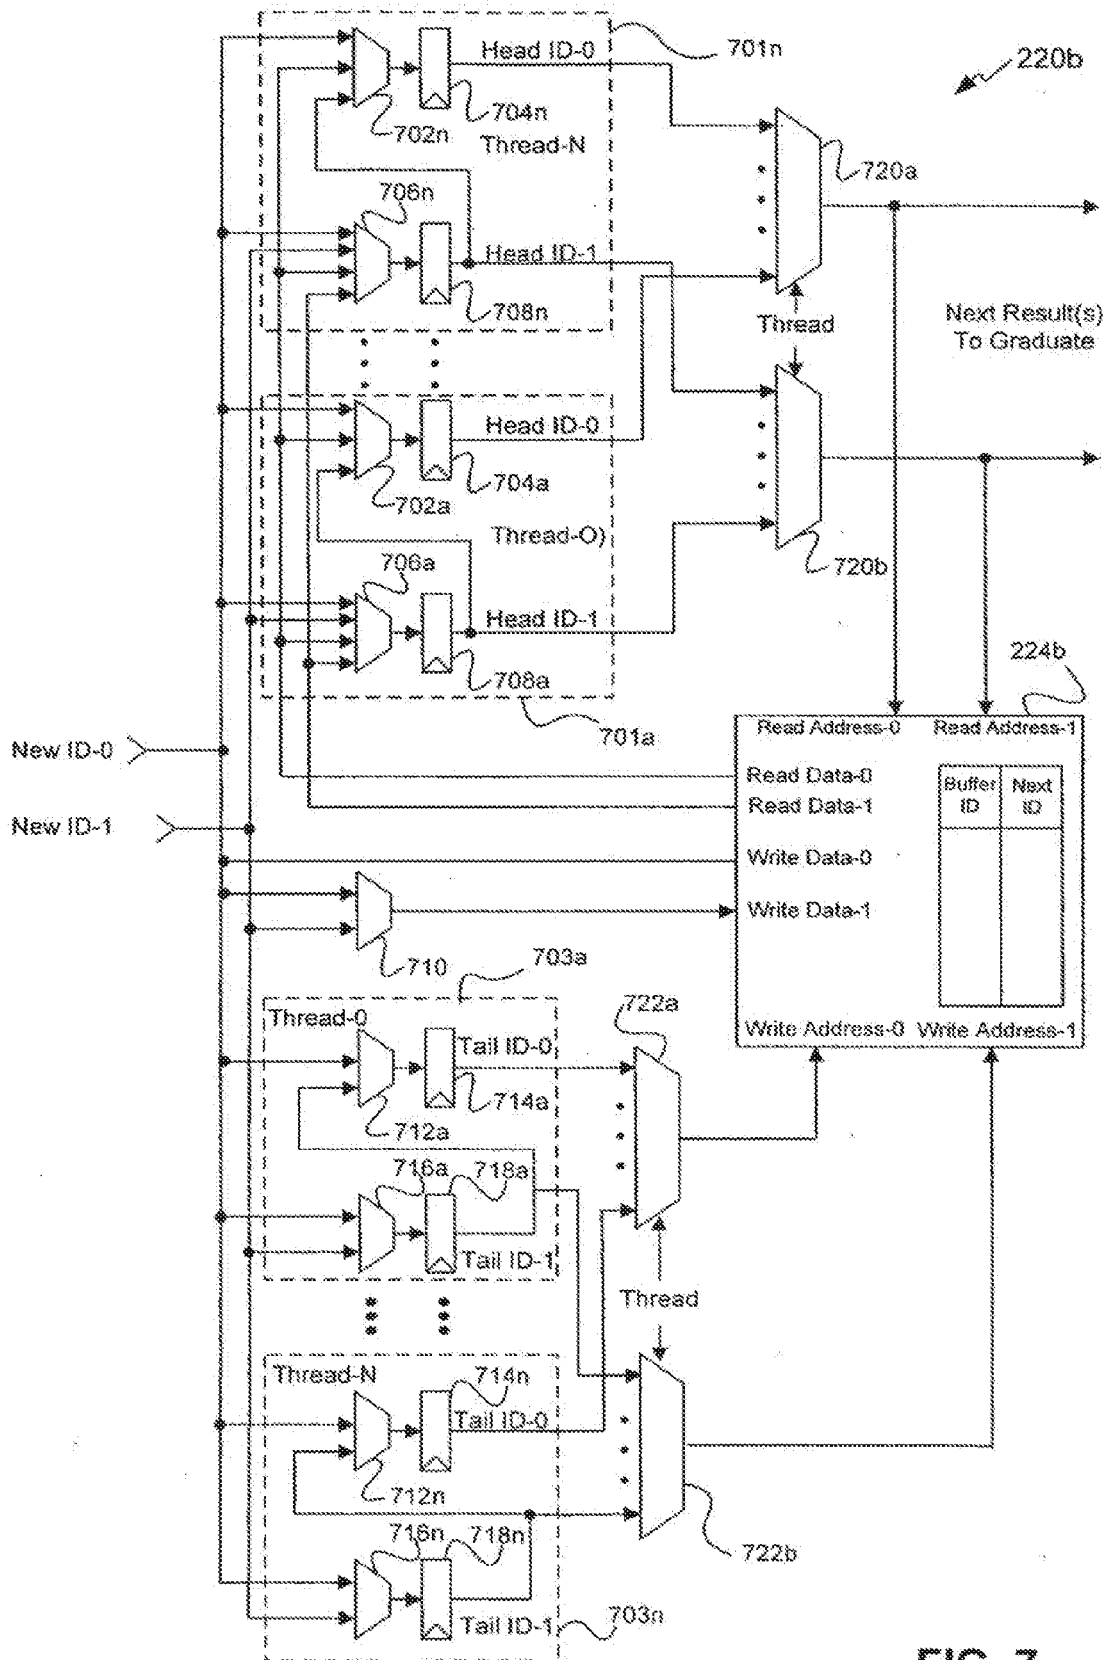 Head ID-0
701n
220b
704n
702n
Thread-N
720a
706n
Head ID-1
708n
Thread
Next Result(s)
To Graduate
Head ID-0
704a
702a
Thread-O)
720b
706a
Head ID-1
708a
224b
701a
New ID-0
Read Address-0 Read Address-1
Read Data-0
Buffer
ID
Next
ID
Read Data-1
New ID-1
Write Data-0
Write Data-1
710
703a
722a
Write Address-0 Write Address-1
Thread-0
Tail ID-0
714a
712a
716a
718a
Tail ID-1
Thread
Thread-N
714n
Tail ID-0
712n
716n
718n
722b
Tail ID-1
703n